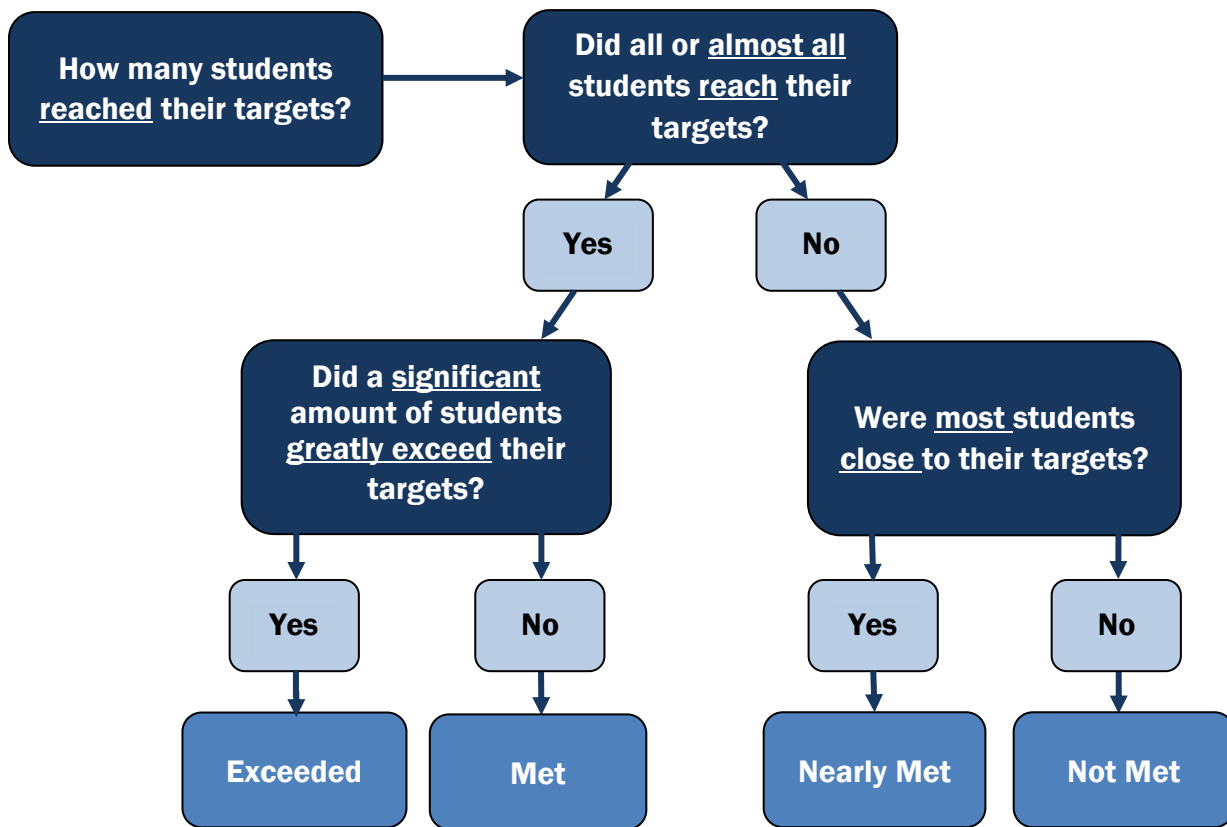 How many students
reached their targets?
Did all or almost all
students reach their
targets?
Yes
No
Did a significant
amount of students
greatly exceed their
targets?
Were most students
close to their targets?
Yes
No
Yes
No
Exceeded
Met
Nearly Met
Not Met